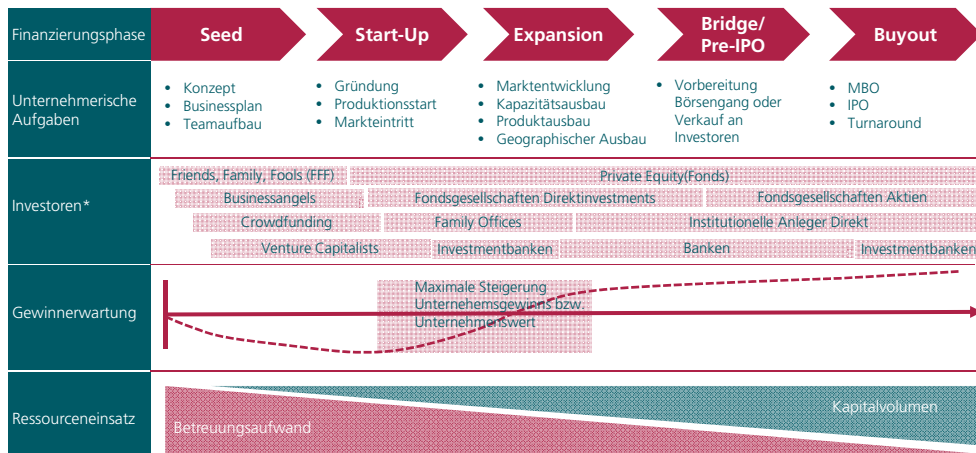 Finanzierungsphase
Seed
Start-Up
Expansion
Bridge/
Pre-IPO
Buyout
Unternehmerische
Aufgaben
• Konzept
• Businessplan
• Teamaufbau
• Gründung
• Produktionsstart
• Markteintritt
• Marktentwicklung
• Kapazitätsausbau
• Produktausbau
• Geographischer Ausbau
• Vorbereitung
Börsengang oder
Verkauf an
Investoren
• MBO
• IPO
• Turnaround
Investoren*
Friends, Family, Fools (FFF)
Private Equity(Fonds)
Businessangels
Fondsgesellschaften Direktinvestments
Fondsgesellschaften Aktien
Crowdfunding
Family Offices
Institutionelle Anleger Direkt
Venture Capitalists
Investmentbanken
Banken
Investmentbanken
Gewinnerwartung
Maximale Steigerung
Unternehemsgewinns bzw.
Unternehmenswert
Ressourceneinsatz
Kapitalvolumen
Betreuungsaufwand